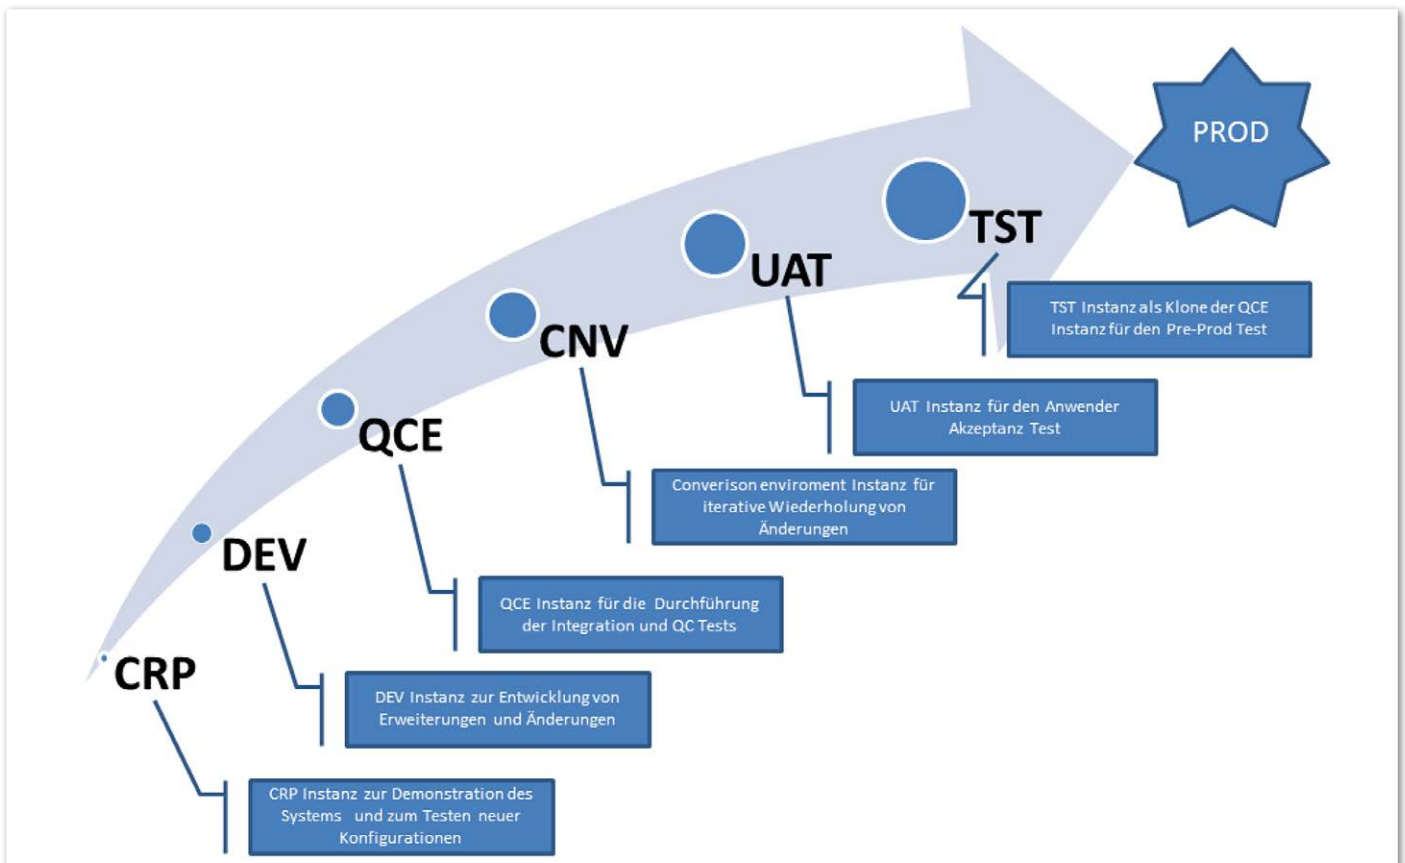 PROD
TST
TST Instanz als Klone der QCE
Instanz für den Pre-Prod Test
UAT
UAT Instanz für den Anwender
Akzeptanz Test
CNV
Converison enviroment Instanz für
iterative Wiederholung von
Änderungen
QCE
QCE Instanz für die Durchführung
der Integration und QC Tests
DEV
DEV Instanz zur Entwicklung von
Erweiterungen und Änderungen
CRP
CRP Instanz zur Demonstration des
Systems und zum Testen neuer
Konfigurationen